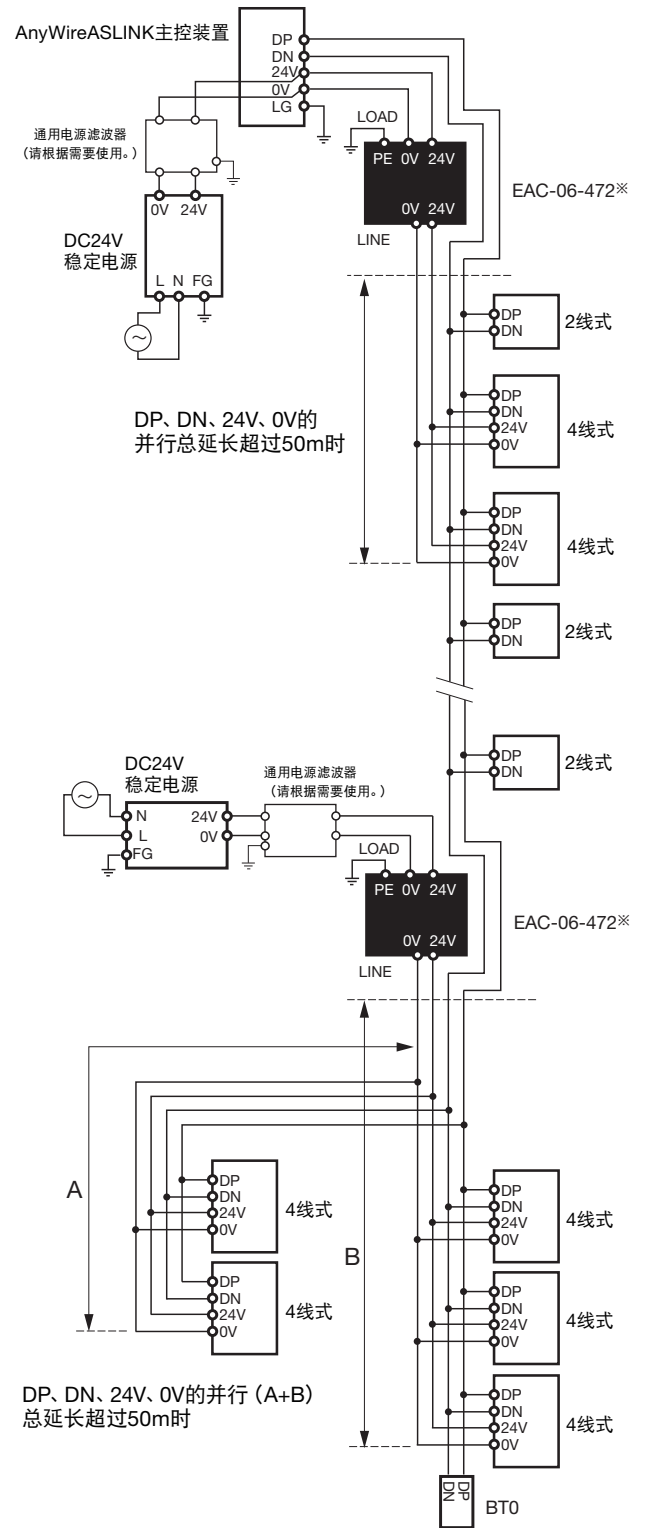 AnyWireASLINK主控装置
DP
DN
24V
0V
LG
通用电源滤波器
（请根据需要使用。）
LOAD
PE 0V 24V
0V 24V
LINE
EAC-06-472※
0V 24V
DC24V
稳定电源
L N FG
DP
DN
2线式
DP、DN、24V、0V的
并行总延长超过50m时
DP
DN
24V
0V
4线式
DP
DN
24V
0V
4线式
DP
DN
2线式
DP
DN
2线式
DC24V
稳定电源
N
L
FG
24V
0V
通用电源滤波器
（请根据需要使用。）
LOAD
PE 0V 24V
0V 24V
LINE
EAC-06-472※
A
DP
DN
24V
0V
4线式
DP
DN
24V
0V
4线式
B
DP
DN
24V
0V
4线式
DP
DN
24V
0V
4线式
DP
DN
24V
0V
4线式
DP、DN、24V、0V的并行（A+B）
总延长超过50m时
DP
DN
BT0